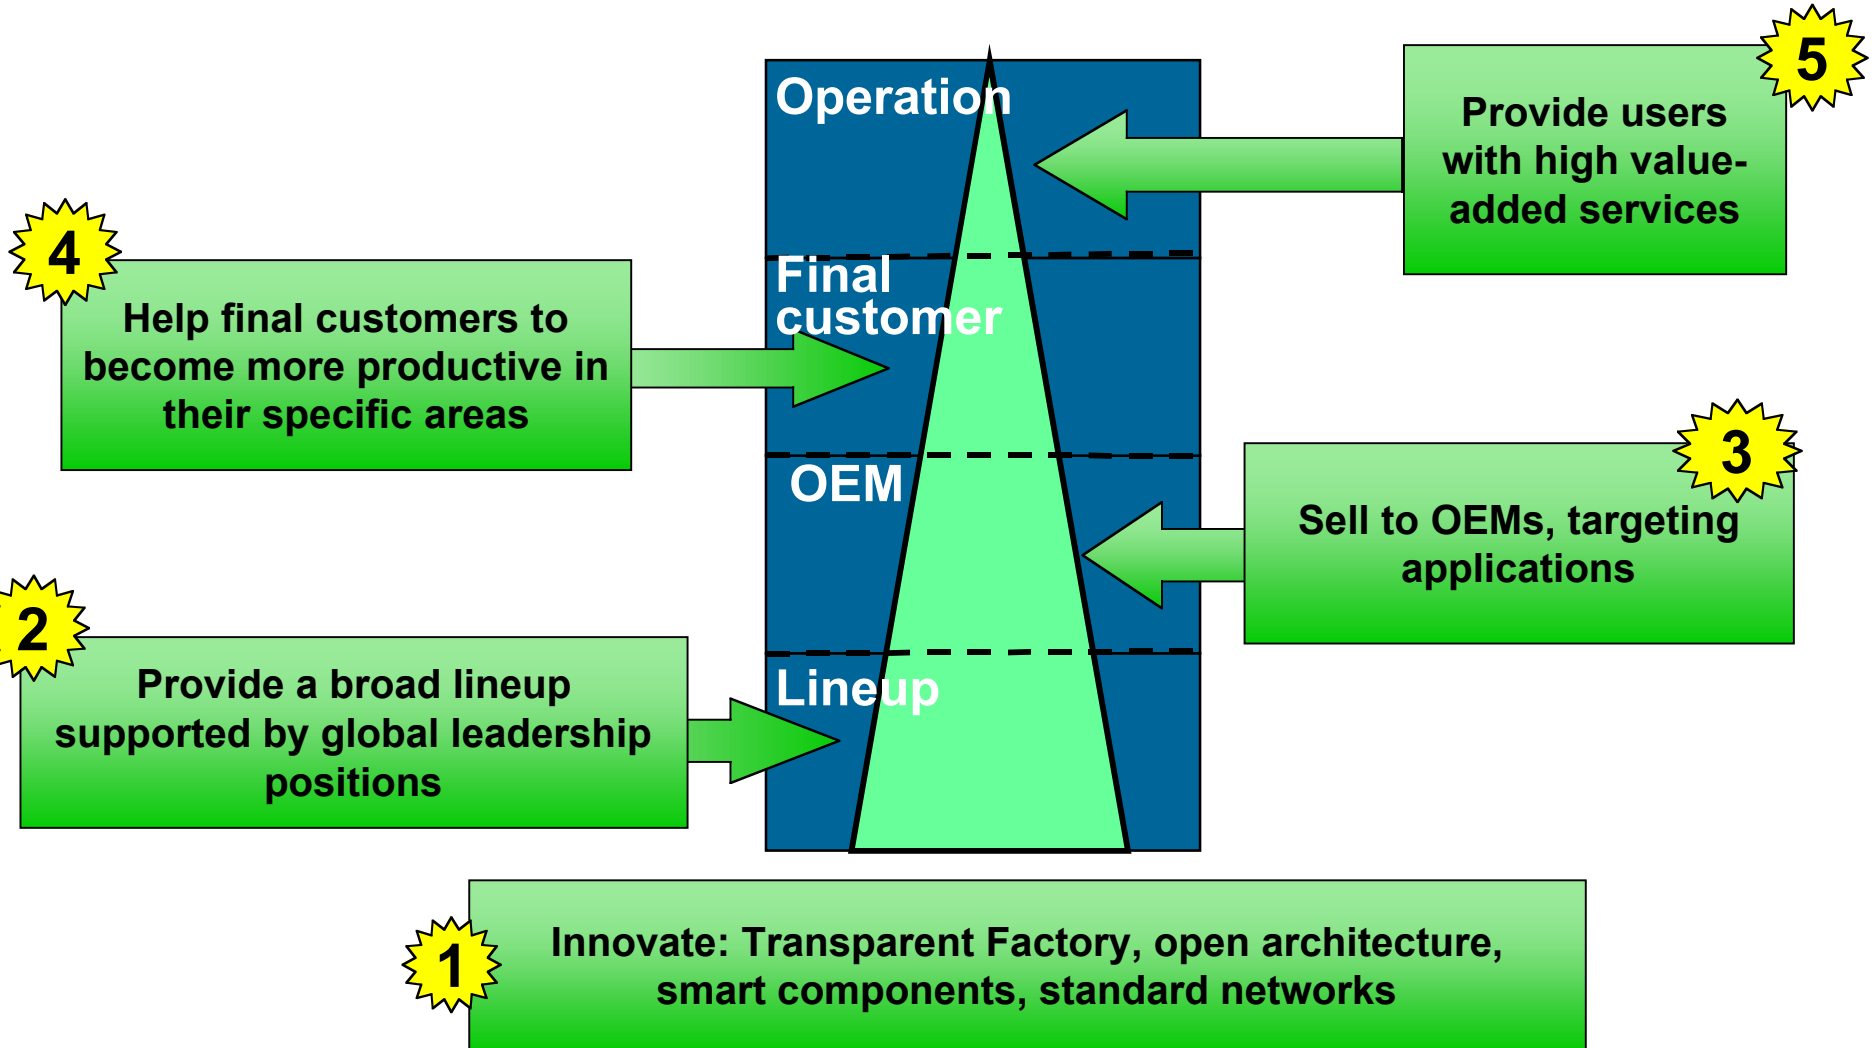 5
Provide users
with high value-
added services
Operation
4
Help final customers to
become more productive in
their specific areas
Final
customer
3
Sell to OEMs, targeting
applications
OEM
2
Provide a broad lineup
supported by global leadership
positions
Lineup
1
Innovate: Transparent Factory, open architecture,
smart components, standard networks